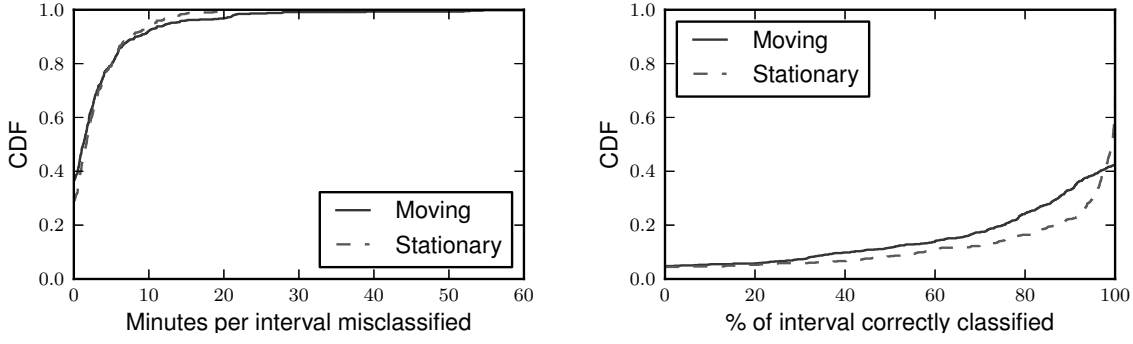 1.0
0.8
0.6
0.4
0.2
0.0
CDF
Moving
Stationary
0 10 20 30 40 50 60
Minutes per interval misclassified
1.0
0.8
0.6
0.4
0.2
0.0
CDF
Moving
Stationary
0 20 40 60 80 100
% of interval correctly classified